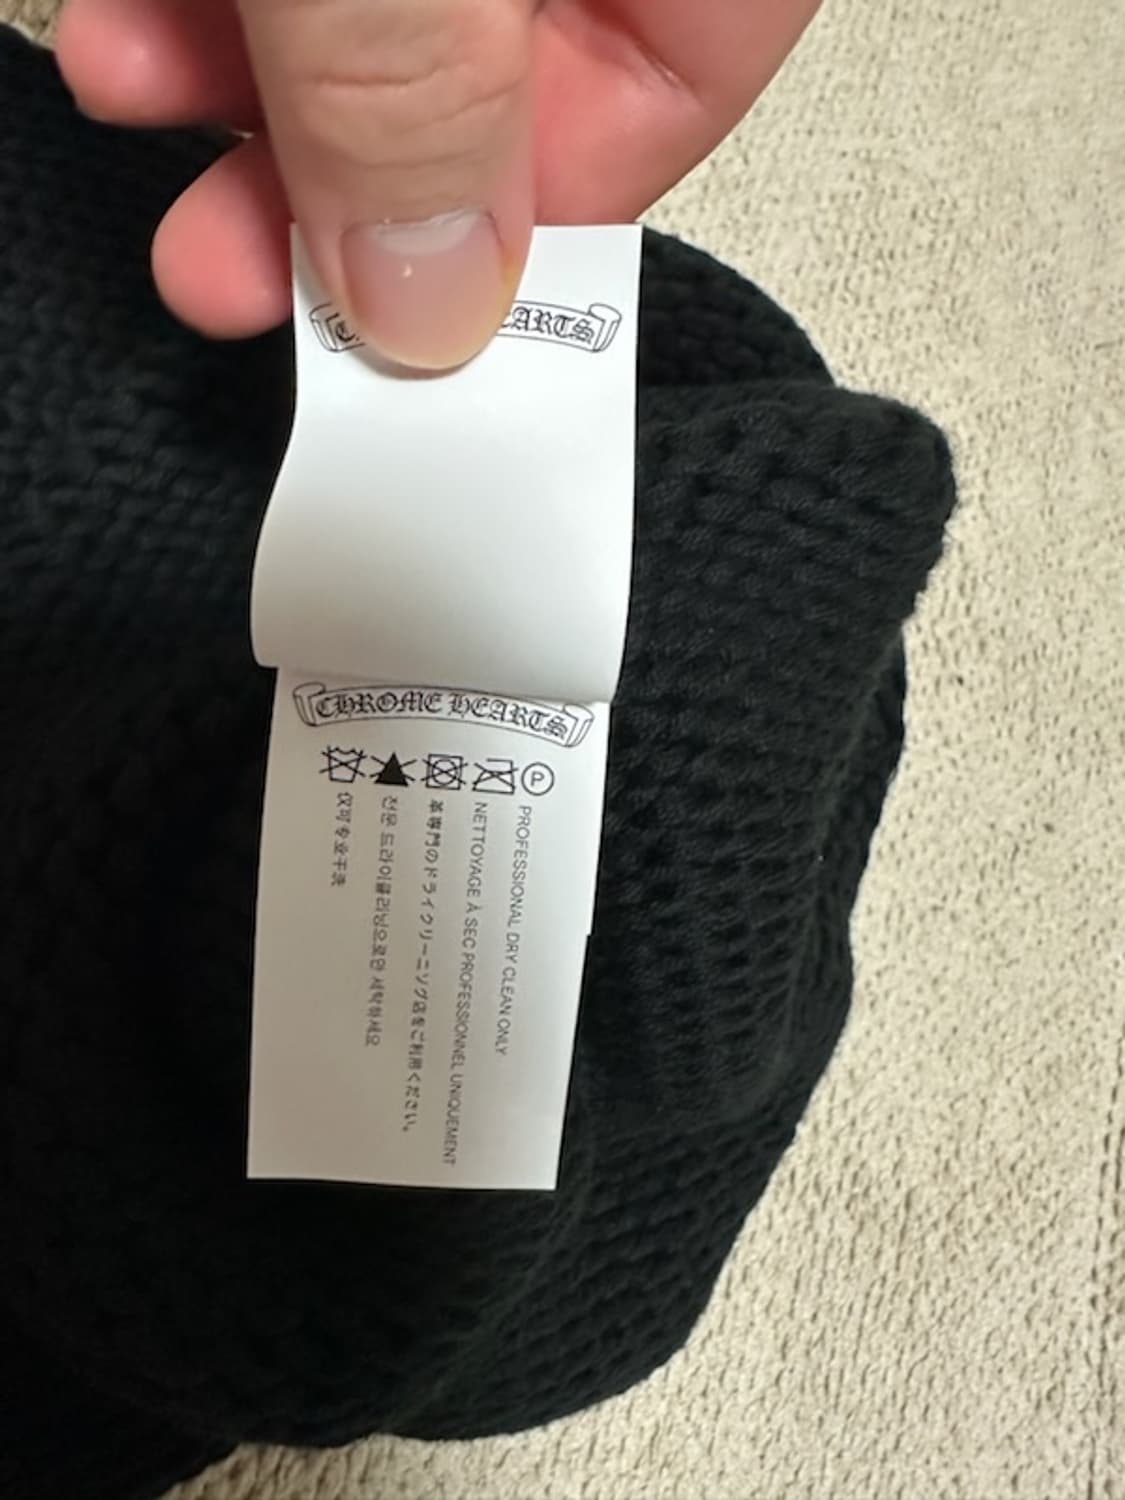 EARTS
CHROME HEARTS
P
PROFESSIONAL DRY CLEAN ONLY
NETTOYAGE À SEC PROFESSIONNEL UNIQUEMENT
革専門のドライクリーニング店をご利用ください。
전문 드라이클리닝으로만 세탁하세요
仅可专业干洗